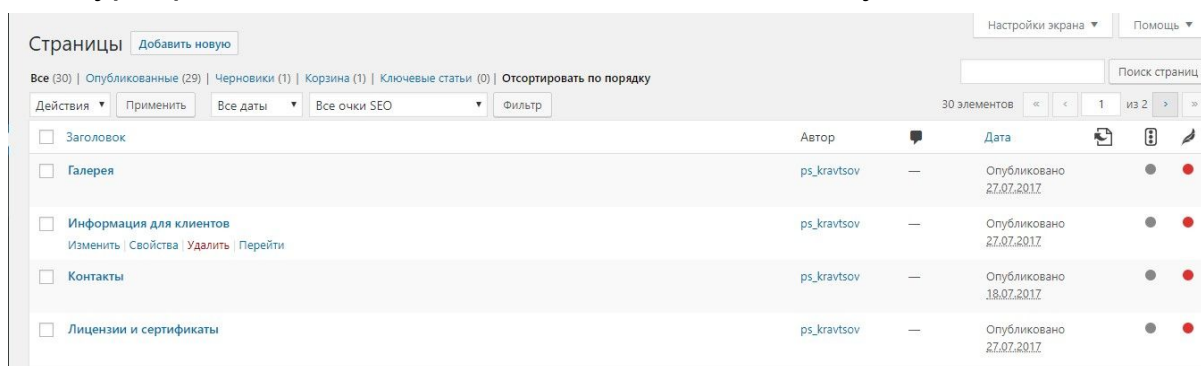 Настройки экрана ▼ Помощь ▼
Страницы Добавить новую
Все (30) | Опубликованные (29) | Черновики (1) | Корзина (1) | Ключевые статьи (0) | Отсортировать по порядку
Поиск страниц
Действия ▼ Применить Все даты ▼ Все очки SEO ▼ Фильтр 30 элементов « ‹ 1 из 2 › »
Заголовок Автор Дата
Галерея ps_kravtsov — Опубликовано
27.07.2017
Информация для клиентов ps_kravtsov — Опубликовано
Изменить | Свойства | Удалить | Перейти 27.07.2017
Контакты ps_kravtsov — Опубликовано
18.07.2017
Лицензии и сертификаты ps_kravtsov — Опубликовано
27.07.2017